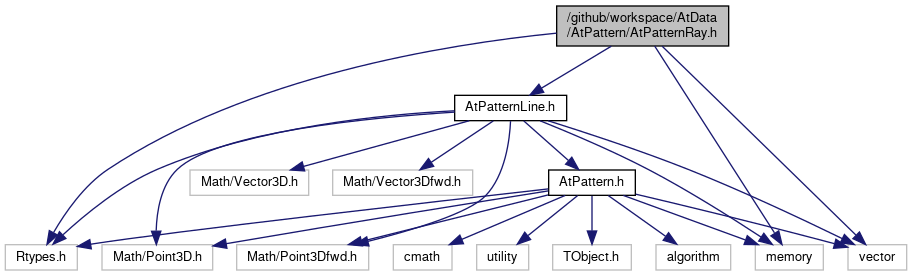 /github/workspace/AtData
/AtPattern/AtPatternRay.h
AtPatternLine.h
Math/Vector3D.h
Math/Vector3Dfwd.h
AtPattern.h
Rtypes.h
Math/Point3D.h
Math/Point3Dfwd.h
cmath
utility
TObject.h
algorithm
memory
vector